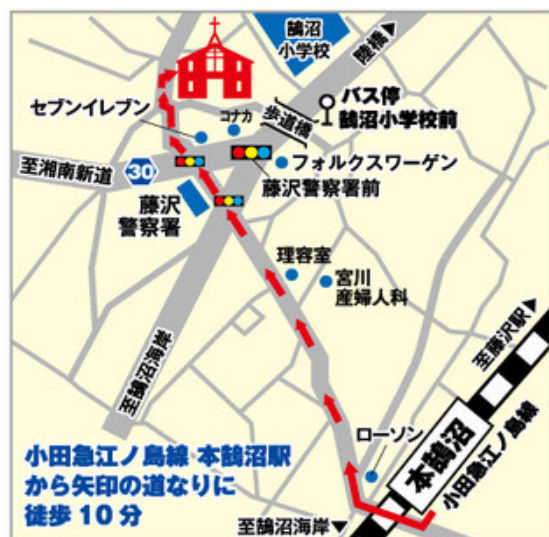 鵠沼
小学校
陸橋▶
セブンイレブン
コナカ
歩道橋
バス停
鵠沼小学校前
至湘南新道
30
フォルクスワーゲン
藤沢警察署前
藤沢
警察署
理容室
宮川
産婦人科
至鵠沼海岸
至藤沢駅▶
ローソン
本鵠沼
小田急江ノ島線
小田急江ノ島線 本鵠沼駅
から矢印の道なりに
徒歩10分
至鵠沼海岸▼